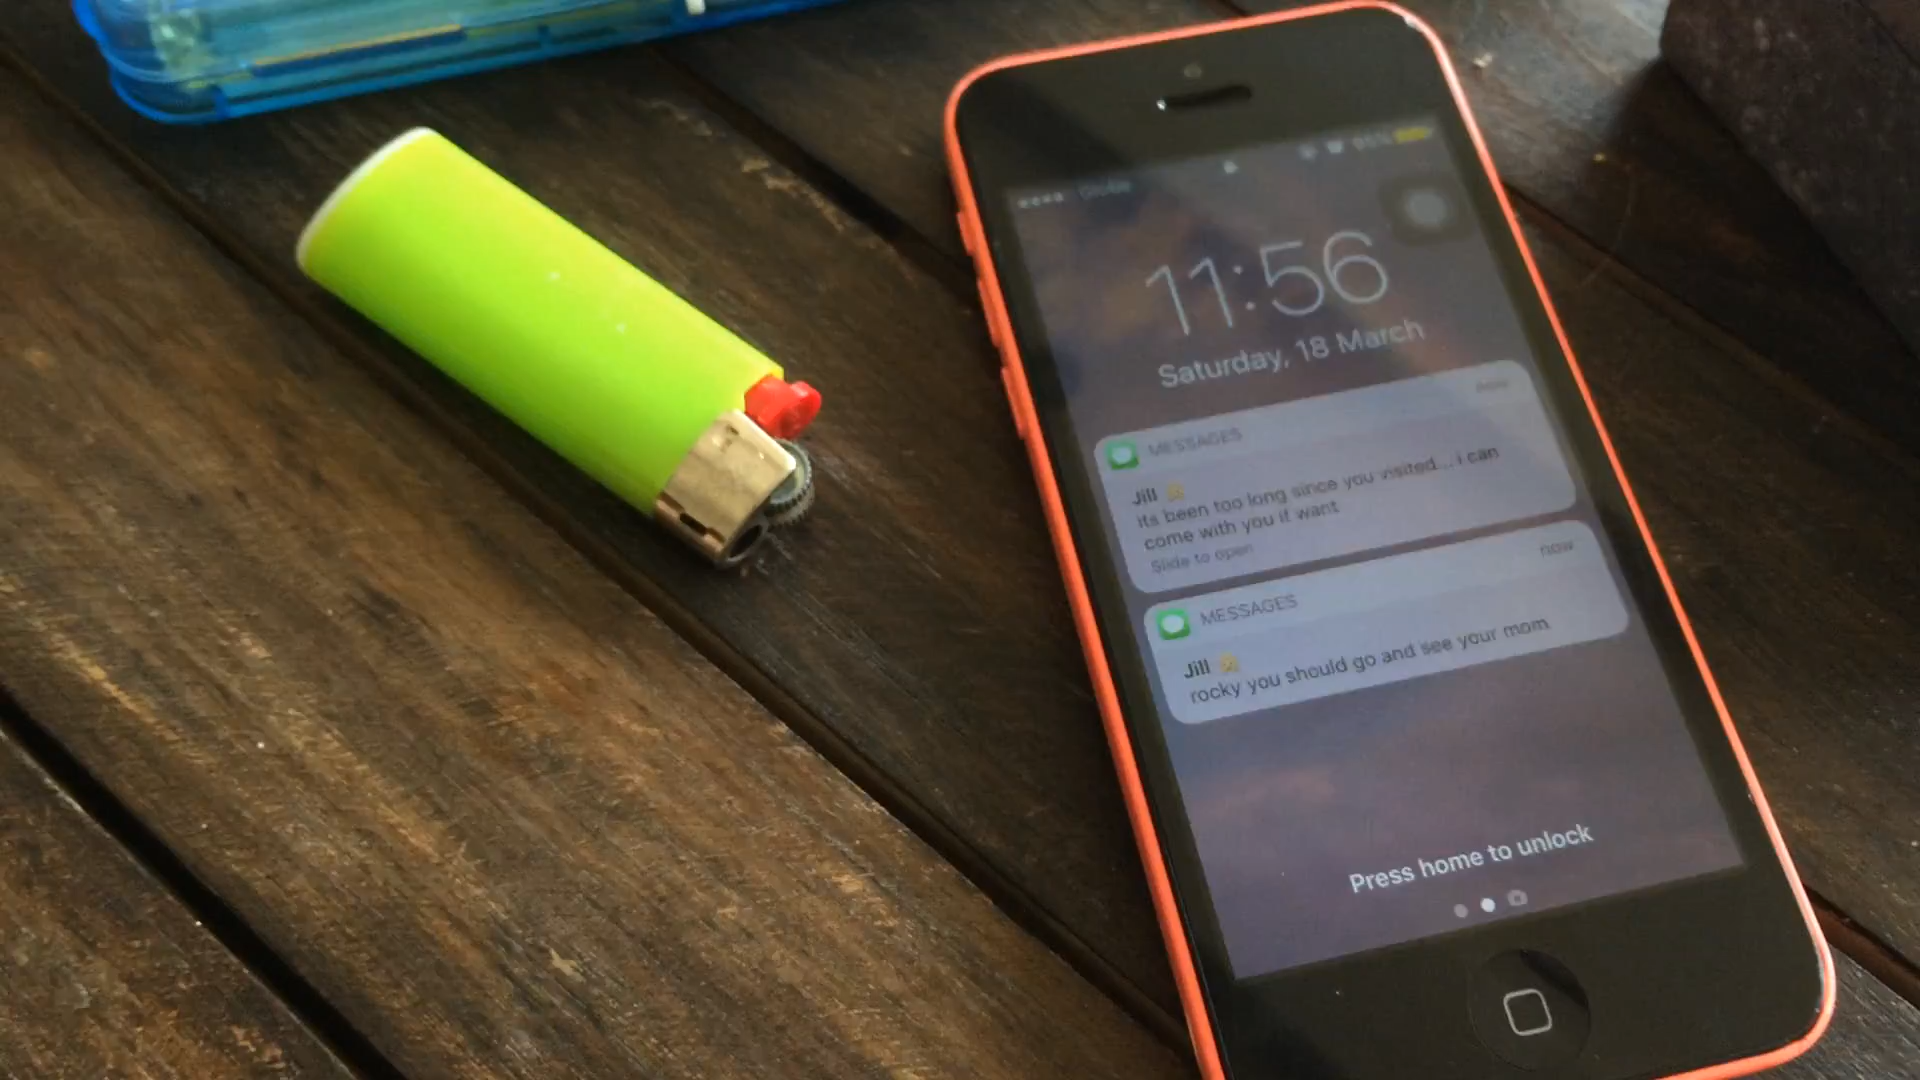 11:56
Saturday, 18 March
MESSAGES
now
Jill
Its been too long since you visited... i can
come with you if want
Slide to open
MESSAGES
now
Jill
rocky you should go and see your mom
Press home to unlock